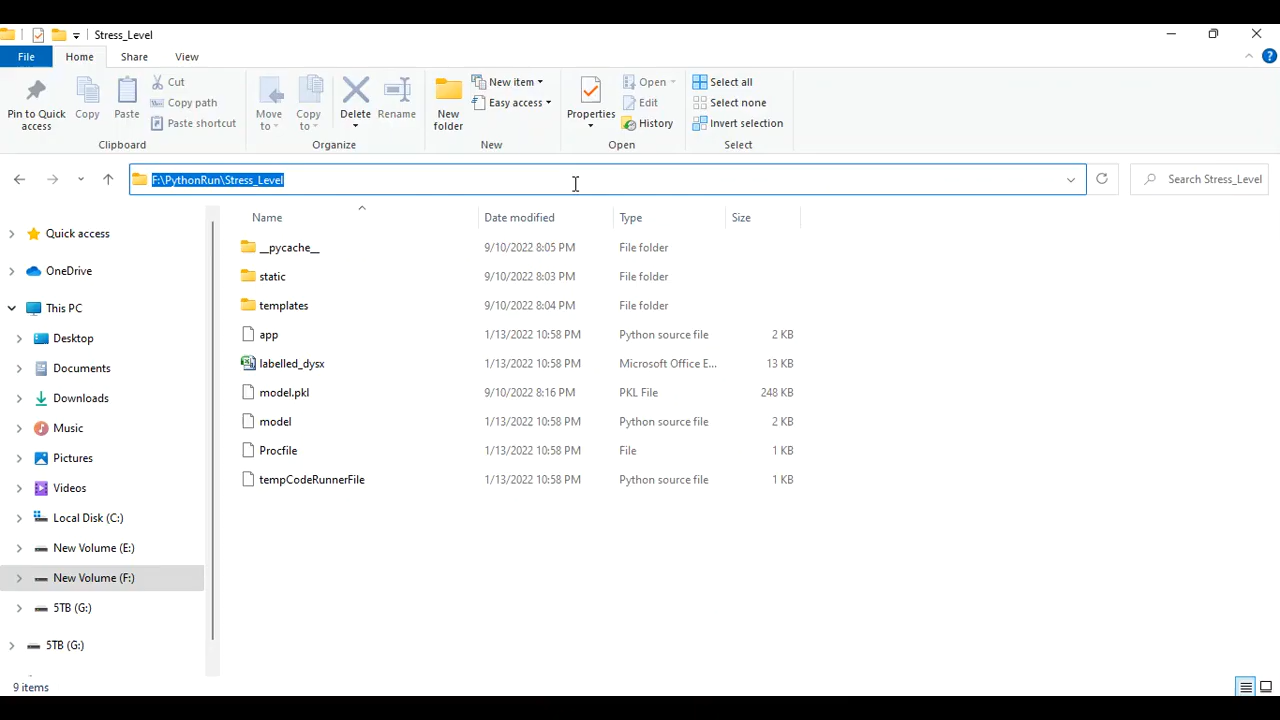 Stress_Level
File Home Share View
Pin to Quick access
Copy
Paste
Cut
Copy path
Paste shortcut
Clipboard
Move to
Copy to
Delete
Rename
Organize
New folder
New item
Easy access
New
Properties
Open
Edit
History
Open
Select all
Select none
Invert selection
Select
F:\PythonRun\Stress_Level
Search Stress_Level
Quick access
OneDrive
This PC
Desktop
Documents
Downloads
Music
Pictures
Videos
Local Disk (C:)
New Volume (E:)
New Volume (F:)
5TB (G:)
5TB (G:)
Name Date modified Type Size
__pycache__ 9/10/2022 8:05 PM File folder
static 9/10/2022 8:03 PM File folder
templates 9/10/2022 8:04 PM File folder
app 1/13/2022 10:58 PM Python source file 2 KB
labelled_dysx 1/13/2022 10:58 PM Microsoft Office E... 13 KB
model.pkl 9/10/2022 8:16 PM PKL File 248 KB
model 1/13/2022 10:58 PM Python source file 2 KB
Procfile 1/13/2022 10:58 PM File 1 KB
tempCodeRunnerFile 1/13/2022 10:58 PM Python source file 1 KB
9 items